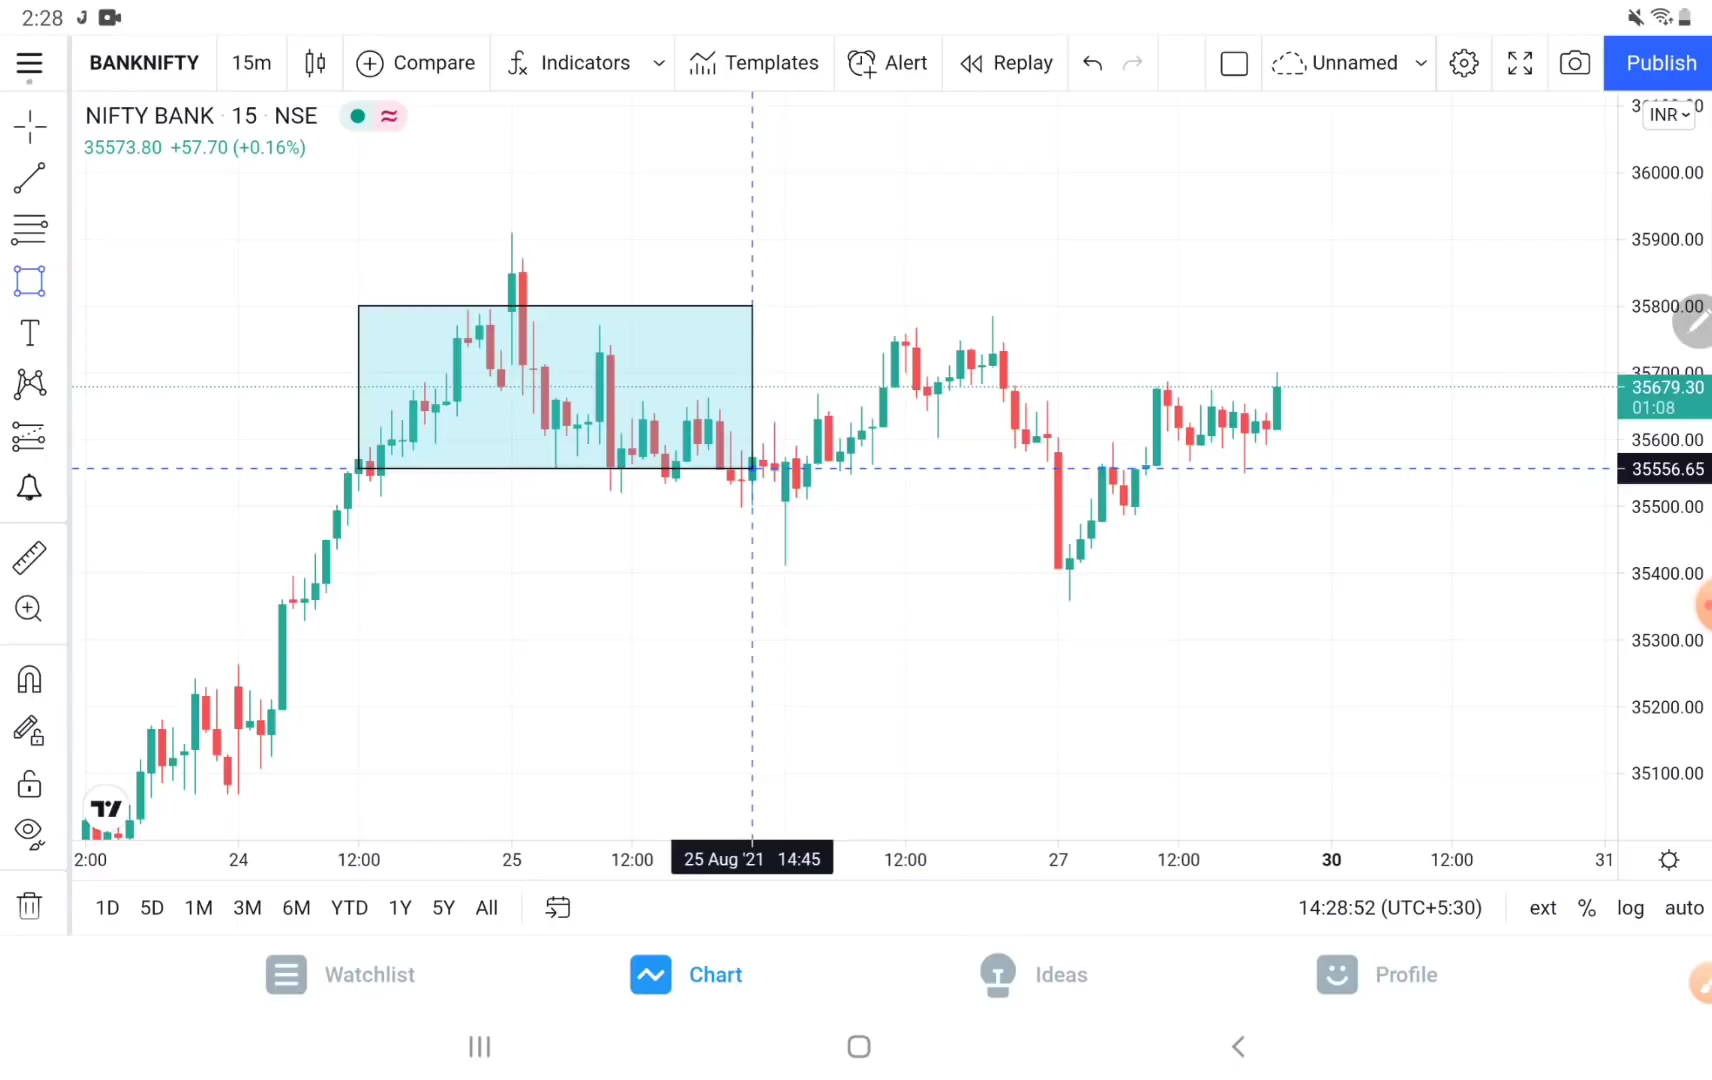 2:28
BANKNIFTY 15m Compare Indicators Templates Alert Replay Unnamed Publish
NIFTY BANK · 15 · NSE
INR
35573.80 +57.70 (+0.16%)
36000.00
35900.00
35800.00
35700.00
35679.30
01:08
35600.00
35556.65
35500.00
35400.00
35300.00
35200.00
35100.00
2:00 24 12:00 25 12:00 25 Aug '21 14:45 12:00 27 12:00 30 12:00 31
1D 5D 1M 3M 6M YTD 1Y 5Y All 14:28:52 (UTC+5:30) ext % log auto
Watchlist Chart Ideas Profile